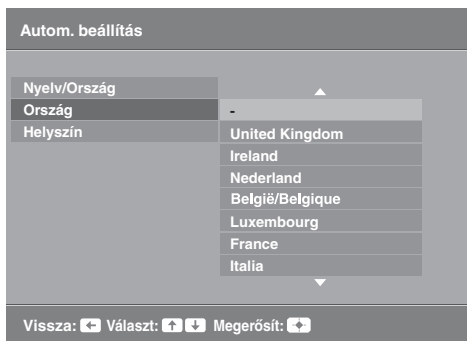 Autom. beállítás
Nyelv/Ország
Ország
Helyszín
-
United Kingdom
Ireland
Nederland
België/Belgique
Luxembourg
France
Italia
Vissza: Választ: Megerősít: